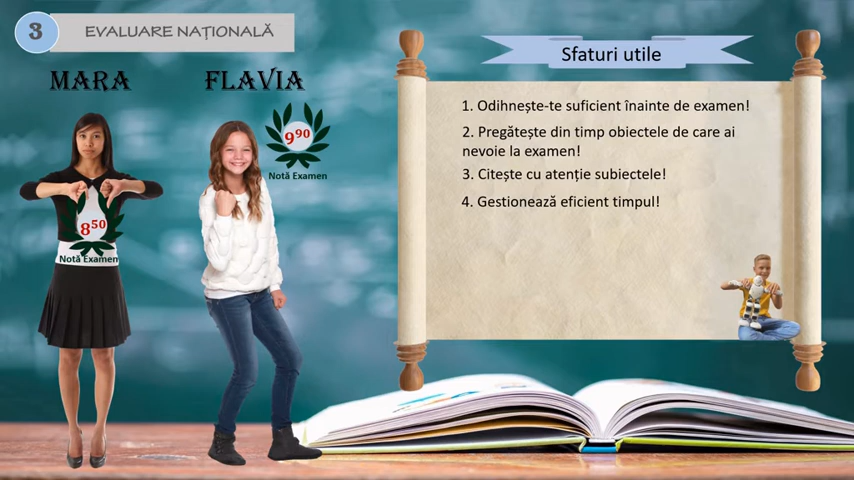 3
EVALUARE NAȚIONALĂ
MARA
FLAVIA
8⁵⁰
Notă Examen
9⁹⁰
Notă Examen
Sfaturi utile
1. Odihnește-te suficient înainte de examen!
2. Pregătește din timp obiectele de care ai
nevoie la examen!
3. Citește cu atenție subiectele!
4. Gestionează eficient timpul!